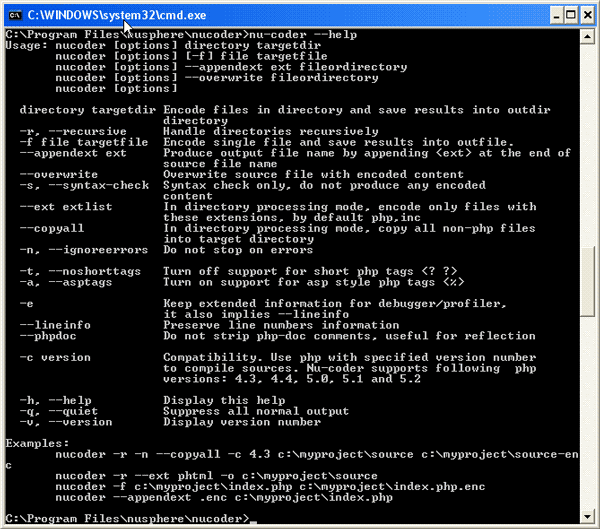 C:\WINDOWS\system32\cmd.exe
C:\Program Files\nusphere\nucoder>nu-coder --help
Usage: nucoder [options] directory targetdir
nucoder [options] [-f] file targetfile
nucoder [options] --appendext ext fileordirectory
nucoder [options] --overwrite fileordirectory
nucoder [options]
directory targetdir Encode files in directory and save results into outdir
directory
-r, --recursive Handle directories recursively
-f file targetfile Encode single file and save results into outfile.
--appendext ext Produce output file name by appending <ext> at the end of
source file name
--overwrite Overwrite source file with encoded content
-s, --syntax-check Syntax check only, do not produce any encoded
content
--ext extlist In directory processing mode, encode only files with
these extensions, by default php,inc
--copyall In directory processing mode, copy all non-php files
into target directory
-n, --ignoreerrors Do not stop on errors
-t, --noshorttags Turn off support for short php tags <? ?>
-a, --asptags Turn on support for asp style php tags <%>
-e Keep extended information for debugger/profiler,
it also implies --lineinfo
--lineinfo Preserve line numbers information
--phpdoc Do not strip php-doc comments, useful for reflection
-c version Compatibility. Use php with specified version number
to compile sources. Nu-coder supports following php
versions: 4.3, 4.4, 5.0, 5.1 and 5.2
-h, --help Display this help
-q, --quiet Suppress all normal output
-v, --version Display version number
Examples:
nucoder -r -n --copyall -c 4.3 c:\myproject\source c:\myproject\source-en
c
nucoder -r --ext phtml -o c:\myproject\source
nucoder -f c:\myproject\index.php c:\myproject\index.php.enc
nucoder --appendext .enc c:\myproject\index.php
C:\Program Files\nusphere\nucoder>_